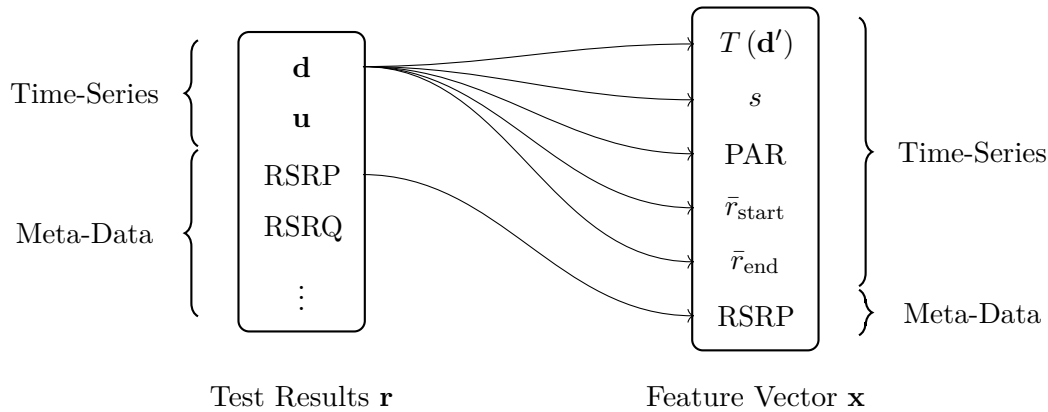 Time-Series
Meta-Data
d
u
RSRP
RSRQ
⋮
Test Results r
T (d′)
s
PAR
r̄start
r̄end
RSRP
Time-Series
Meta-Data
Feature Vector x